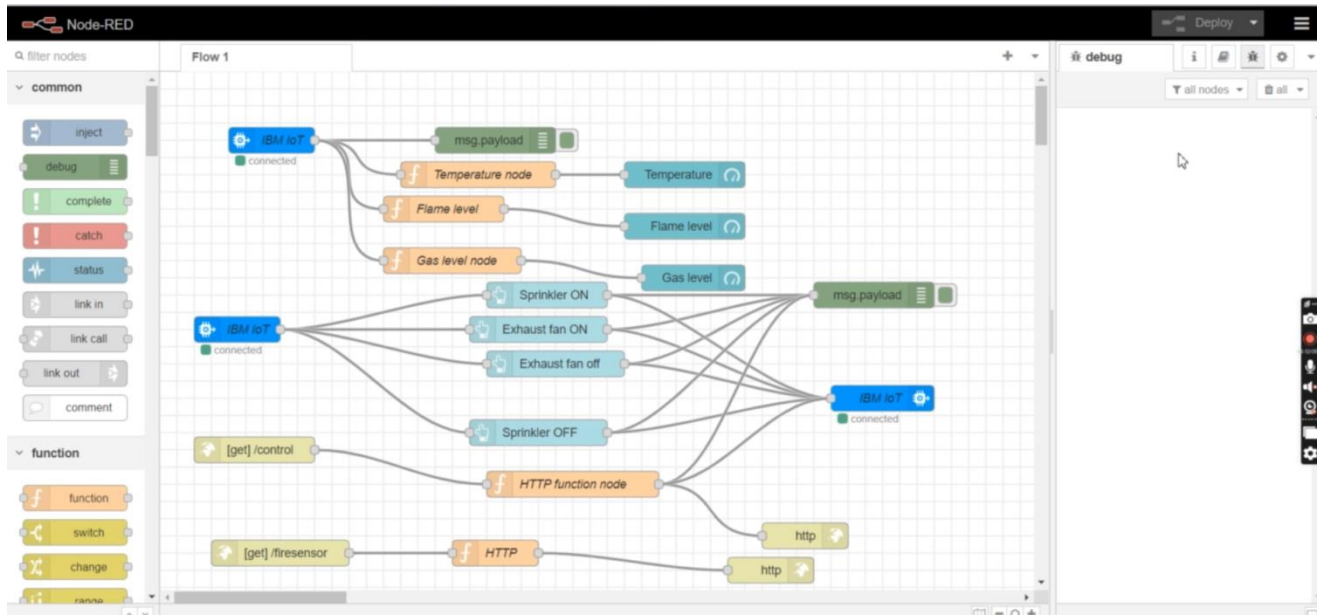 Node-RED
Deploy
filter nodes
Flow 1
debug
i
common
all nodes
all
inject
IBM IoT
msg.payload
connected
debug
Temperature node
Temperature
complete
Flame level
Flame level
catch
Gas level node
Gas level
status
Sprinkler ON
msg.payload
link in
IBM IoT
Exhaust fan ON
connected
link call
Exhaust fan off
link out
IBM IoT
connected
comment
Sprinkler OFF
[get] /control
function
HTTP function node
function
switch
http
[get] /firesensor
HTTP
http
change
range